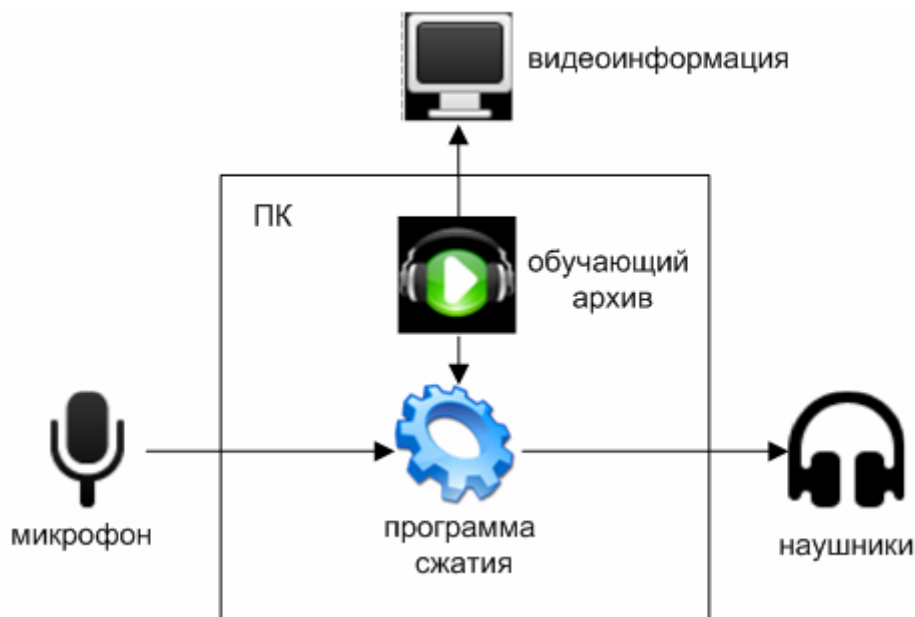 видеоинформация
ПК
обучающий
архив
микрофон
программа
сжатия
наушники